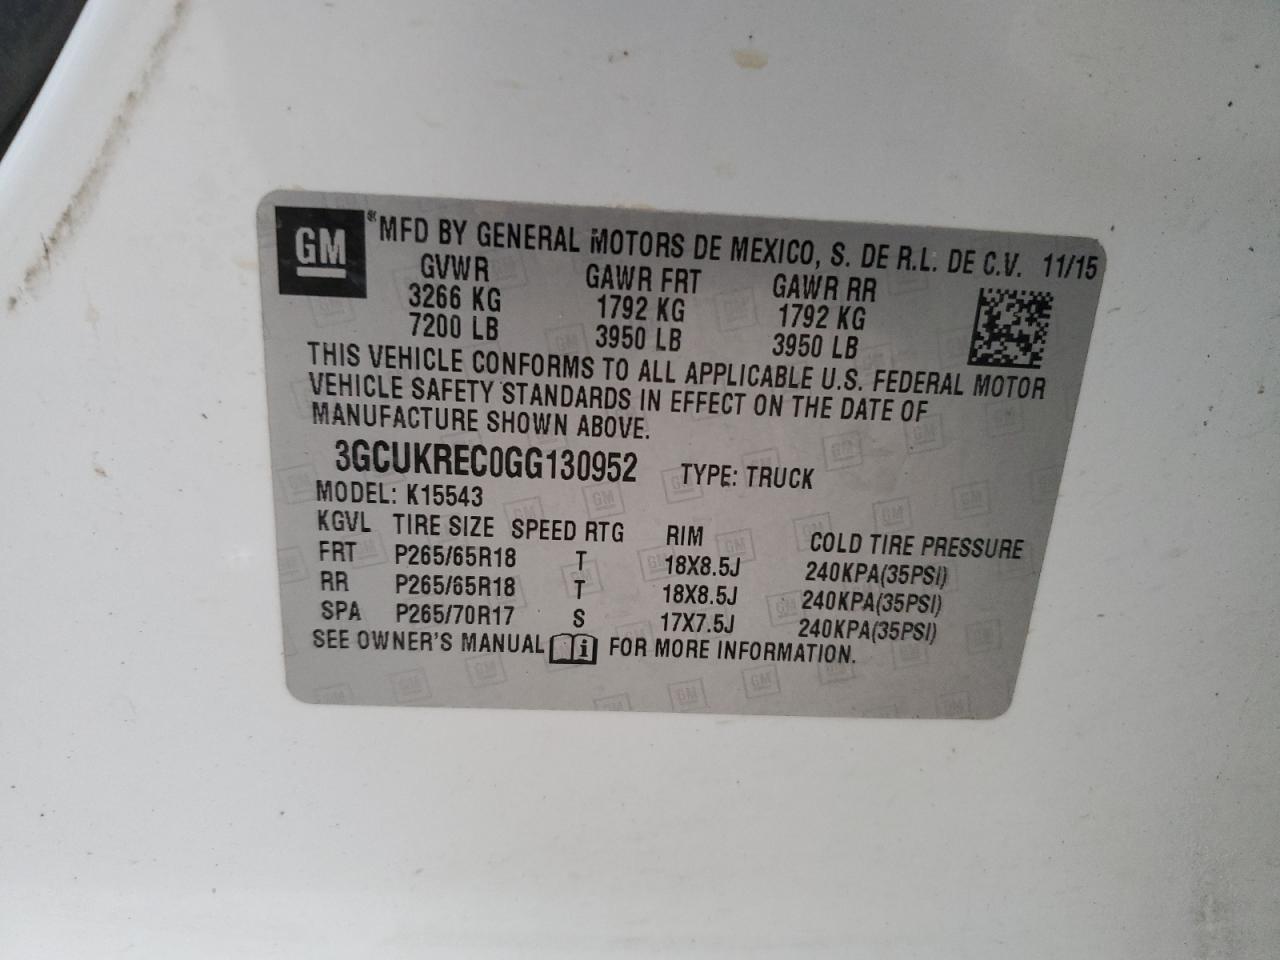 GM ® MFD BY GENERAL MOTORS DE MEXICO, S. DE R.L. DE C.V. 11/15
GVWR GAWR FRT GAWR RR
3266 KG 1792 KG 1792 KG
7200 LB 3950 LB 3950 LB
THIS VEHICLE CONFORMS TO ALL APPLICABLE U.S. FEDERAL MOTOR
VEHICLE SAFETY STANDARDS IN EFFECT ON THE DATE OF
MANUFACTURE SHOWN ABOVE.
3GCUKREC0GG130952 TYPE: TRUCK
MODEL: K15543
KGVL TIRE SIZE SPEED RTG RIM COLD TIRE PRESSURE
FRT P265/65R18 T 18X8.5J 240KPA(35PSI)
RR P265/65R18 T 18X8.5J 240KPA(35PSI)
SPA P265/70R17 S 17X7.5J 240KPA(35PSI)
SEE OWNER'S MANUAL i FOR MORE INFORMATION.